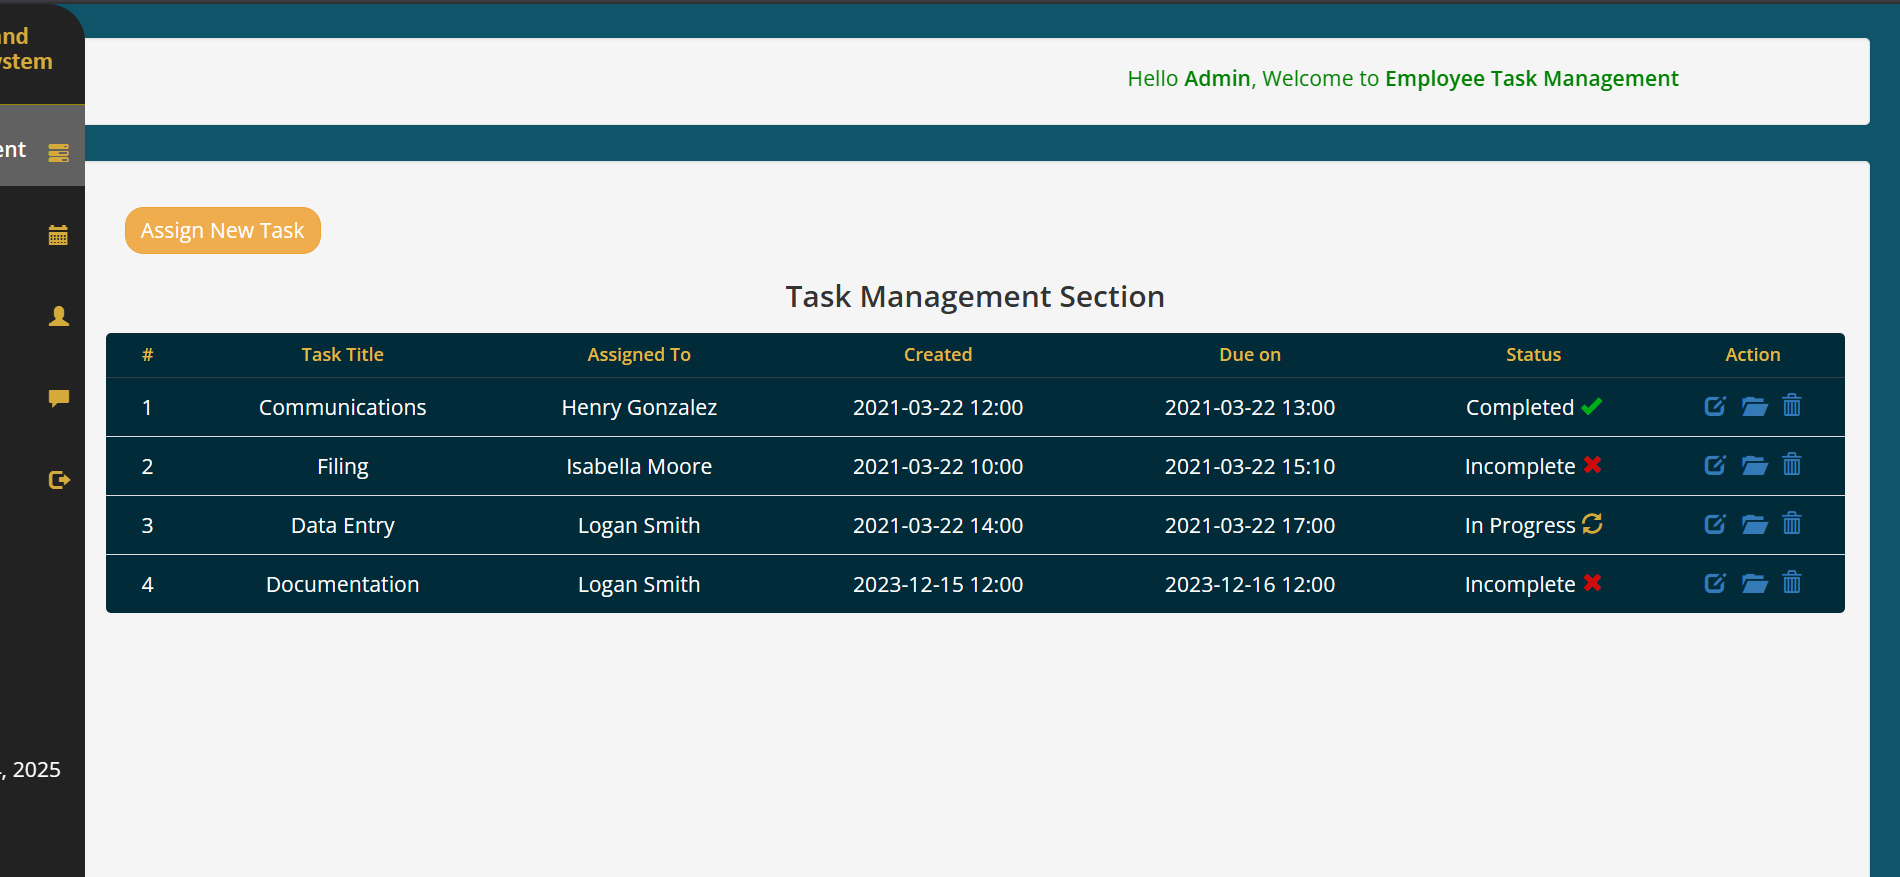 and
ystem
Hello Admin, Welcome to Employee Task Management
ent
Assign New Task
Task Management Section
# Task Title Assigned To Created Due on Status Action
1 Communications Henry Gonzalez 2021-03-22 12:00 2021-03-22 13:00 Completed
2 Filing Isabella Moore 2021-03-22 10:00 2021-03-22 15:10 Incomplete
3 Data Entry Logan Smith 2021-03-22 14:00 2021-03-22 17:00 In Progress
4 Documentation Logan Smith 2023-12-15 12:00 2023-12-16 12:00 Incomplete
, 2025